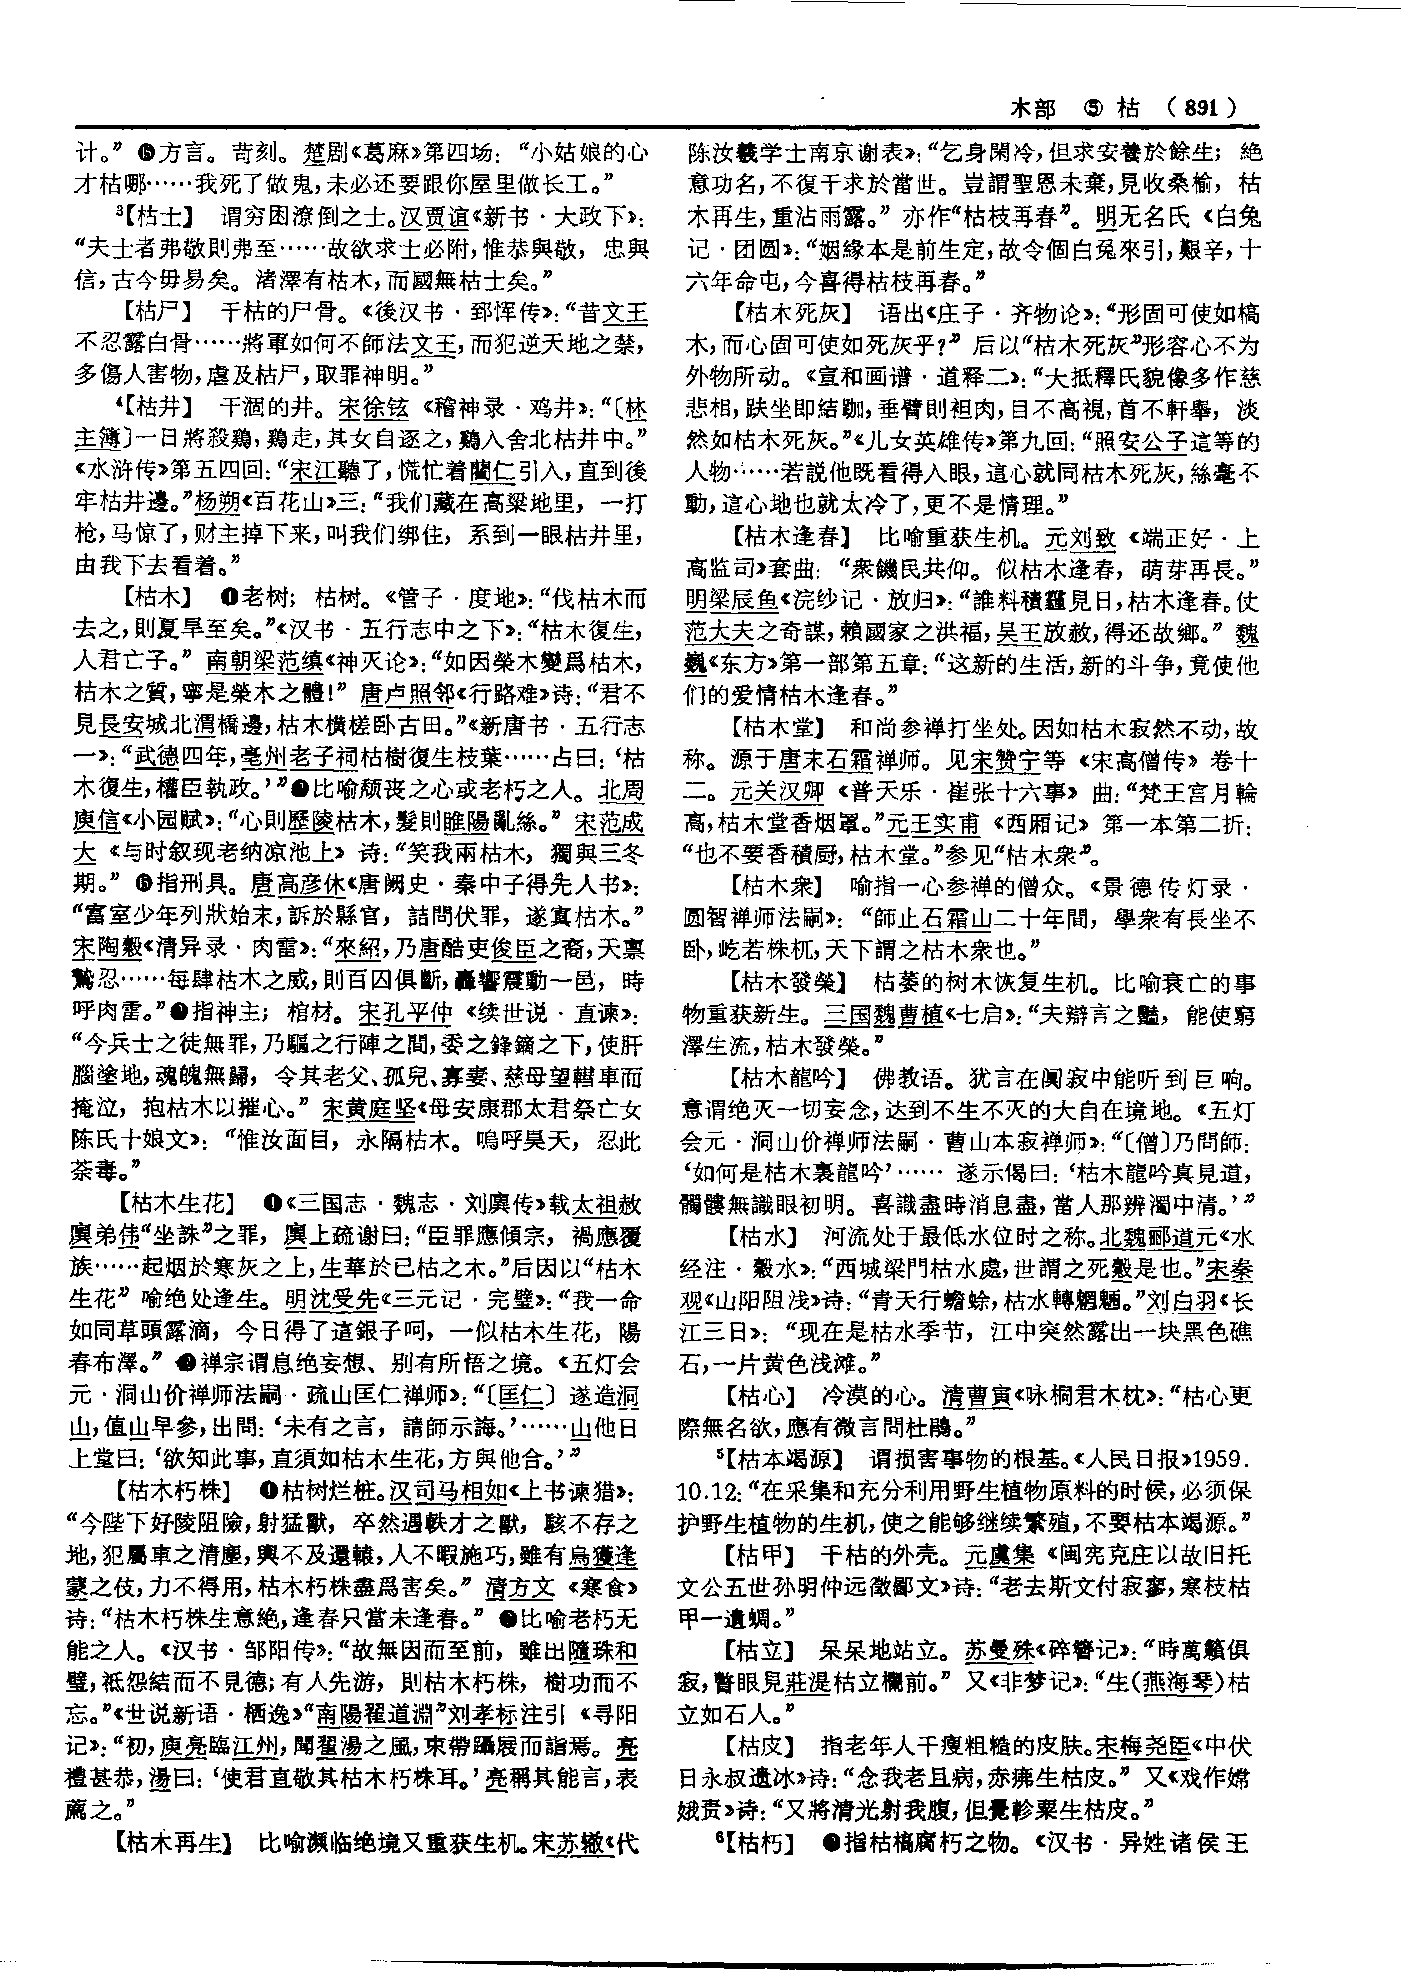 木部 ⑤ 枯 （891）
计。” ⓯方言。苛刻。楚剧《葛麻》第四场：“小姑娘的心
才枯哪……我死了做鬼，未必还要跟你屋里做长工。”
³【枯士】 谓穷困潦倒之士。汉贾谊《新书·大政下》：
“夫士者弗敬則弗至……故欲求士必附，惟恭與敬，忠與
信，古今毋易矣。渚澤有枯木，而國無枯士矣。”
【枯尸】 干枯的尸骨。《後汉书·郅恽传》：“昔文王
不忍露白骨……將軍如何不師法文王，而犯逆天地之禁，
多傷人害物，虐及枯尸，取罪神明。”
⁴【枯井】 干涸的井。宋徐铉《稽神录·鸡井》：“〔林
主簿〕一日將殺鷄，鷄走，其女自逐之，鷄入舍北枯井中。”
《水浒传》第五四回：“宋江聽了，慌忙着藺仁引入，直到後
牢枯井邊。”杨朔《百花山》三：“我们藏在高粱地里，一打
枪，马惊了，财主掉下来，叫我们绑住，系到一眼枯井里，
由我下去看着。”
【枯木】 ❶老树；枯树。《管子·度地》：“伐枯木而
去之，則夏旱至矣。”《汉书·五行志中之下》：“枯木復生，
人君亡子。” 南朝梁范缜《神灭论》：“如因榮木變爲枯木，
枯木之質，寧是榮木之體！” 唐卢照邻《行路难》诗：“君不
見長安城北渭橋邊，枯木横槎卧古田。”《新唐书·五行志
一》：“武德四年，亳州老子祠枯樹復生枝葉……占曰：‘枯
木復生，權臣執政。’”❷比喻颓丧之心或老朽之人。北周
庾信《小园赋》：“心則歷陵枯木，髮則睢陽亂絲。” 宋范成
大《与时叙现老纳凉池上》诗：“笑我兩枯木，獨與三冬
期。” ❸指刑具。唐高彦休《唐阙史·秦中子得先人书》：
“富室少年列狀始末，訴於縣官，詰問伏罪，遂寘枯木。”
宋陶穀《清异录·肉雷》：“來紹，乃唐酷吏俊臣之裔，天禀
鷙忍……每肆枯木之威，則百囚俱斷，轟響震動一邑，時
呼肉雷。”❹指神主；棺材。宋孔平仲《续世说·直谏》：
“今兵士之徒無罪，乃驅之行陣之間，委之鋒鏑之下，使肝
腦塗地，魂魄無歸，令其老父、孤兒、寡妻、慈母望轊車而
掩泣，抱枯木以摧心。” 宋黄庭坚《母安康郡太君祭亡女
陈氏十娘文》：“惟汝面目，永隔枯木。嗚呼昊天，忍此
荼毒。”
【枯木生花】 ❶《三国志·魏志·刘廙传》载太祖赦
廙弟伟“坐誅”之罪，廙上疏谢曰：“臣罪應傾宗，禍應覆
族……起烟於寒灰之上，生華於已枯之木。”后因以“枯木
生花” 喻绝处逢生。明沈受先《三元记·完璧》：“我一命
如同草頭露滴，今日得了這銀子呵，一似枯木生花，陽
春布澤。” ❷禅宗谓息绝妄想、别有所悟之境。《五灯会
元·洞山价禅师法嗣·疏山匡仁禅师》：“〔匡仁〕遂造洞
山，值山早參，出問：‘未有之言，請師示誨。’……山他日
上堂曰：‘欲知此事，直須如枯木生花，方與他合。’”
【枯木朽株】 ❶枯树烂桩。汉司马相如《上书谏猎》：
“今陛下好陵阻險，射猛獸，卒然遇軼才之獸，駭不存之
地，犯屬車之清塵，輿不及還轅，人不暇施巧，雖有烏獲逢
蒙之伎，力不得用，枯木朽株盡爲害矣。” 清方文《寒食》
诗：“枯木朽株生意絶，逢春只當未逢春。” ❷比喻老朽无
能之人。《汉书·邹阳传》：“故無因而至前，雖出隨珠和
璧，袛怨結而不見德；有人先游，則枯木朽株，樹功而不
忘。”《世说新语·栖逸》“南陽翟道淵”刘孝标注引《寻阳
记》：“初，庾亮臨江州，聞翟湯之風，束帶躡屐而詣焉。亮
禮甚恭，湯曰：‘使君直敬其枯木朽株耳。’亮稱其能言，表
薦之。”
【枯木再生】 比喻濒临绝境又重获生机。宋苏辙《代
陈汝羲学士南京谢表》：“乞身閑冷，但求安養於餘生；絶
意功名，不復干求於當世。豈謂聖恩未棄，見收桑榆，枯
木再生，重沾雨露。” 亦作“枯枝再春”。明无名氏《白兔
记·团圆》：“姻緣本是前生定，故令個白兔來引，艱辛，十
六年命屯，今喜得枯枝再春。”
【枯木死灰】 语出《庄子·齐物论》：“形固可使如槁
木，而心固可使如死灰乎？” 后以“枯木死灰”形容心不为
外物所动。《宣和画谱·道释二》：“大抵釋氏貌像多作慈
悲相，趺坐即結跏，垂臂則袒肉，目不高視，首不軒舉，淡
然如枯木死灰。”《儿女英雄传》第九回：“照安公子這等的
人物……若説他既看得入眼，這心就同枯木死灰，絲毫不
動，這心地也就太冷了，更不是情理。”
【枯木逢春】 比喻重获生机。元刘致《端正好·上
高监司》套曲：“衆饑民共仰。似枯木逢春，萌芽再長。”
明梁辰鱼《浣纱记·放归》：“誰料積霾見日，枯木逢春。仗
范大夫之奇謀，賴國家之洪福，吴王放赦，得还故鄉。” 魏
巍《东方》第一部第五章：“这新的生活，新的斗争，竟使他
们的爱情枯木逢春。”
【枯木堂】 和尚参禅打坐处。因如枯木寂然不动，故
称。源于唐末石霜禅师。见宋赞宁等《宋高僧传》卷十
二。元关汉卿《普天乐·崔张十六事》曲：“梵王宫月輪
高，枯木堂香烟罩。”元王实甫《西厢记》第一本第二折：
“也不要香積厨，枯木堂。”参见“枯木衆”。
【枯木衆】 喻指一心参禅的僧众。《景德传灯录·
圆智禅师法嗣》：“師止石霜山二十年間，學衆有長坐不
卧，屹若株杌，天下謂之枯木衆也。”
【枯木發榮】 枯萎的树木恢复生机。比喻衰亡的事
物重获新生。三国魏曹植《七启》：“夫辯言之豔，能使窮
澤生流，枯木發榮。”
【枯木龍吟】 佛教语。犹言在阒寂中能听到巨响。
意谓绝灭一切妄念，达到不生不灭的大自在境地。《五灯
会元·洞山价禅师法嗣·曹山本寂禅师》：“〔僧〕乃問師：
‘如何是枯木裏龍吟’……遂示偈曰：‘枯木龍吟真見道，
髑髏無識眼初明。喜識盡時消息盡，當人那辨濁中清。’”
【枯水】 河流处于最低水位时之称。北魏郦道元《水
经注·穀水》：“西城梁門枯水處，世謂之死穀是也。”宋秦
观《山阳阻浅》诗：“青天行蟾蜍，枯水轉魍魎。”刘白羽《长
江三日》：“现在是枯水季节，江中突然露出一块黑色礁
石，一片黄色浅滩。”
【枯心】 冷漠的心。清曹寅《咏桐君木枕》：“枯心更
際無名欲，應有微言問杜鵑。”
⁵【枯本竭源】 谓损害事物的根基。《人民日报》1959.
10.12：“在采集和充分利用野生植物原料的时候，必须保
护野生植物的生机，使之能够继续繁殖，不要枯本竭源。”
【枯甲】 干枯的外壳。元虞集《闽宪克庄以故旧托
文公五世孙明仲远徵鄙文》诗：“老去斯文付寂寥，寒枝枯
甲一遺蜩。”
【枯立】 呆呆地站立。苏曼殊《碎簪记》：“時萬籟俱
寂，瞥眼見莊湜枯立欄前。” 又《非梦记》：“生（燕海琴）枯
立如石人。”
【枯皮】 指老年人干瘦粗糙的皮肤。宋梅尧臣《中伏
日永叔遗冰》诗：“念我老且病，赤疿生枯皮。” 又《戏作嫦
娥责》诗：“又將清光射我腹，但覺軫粟生枯皮。”
⁶【枯朽】 ❶指枯槁腐朽之物。《汉书·异姓诸侯王